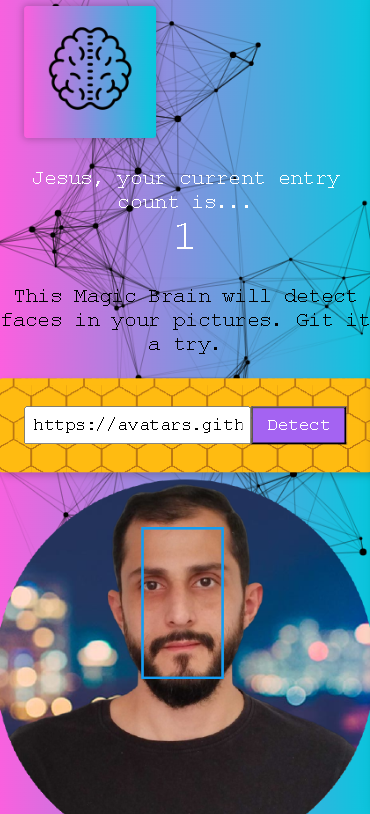 Jesus, your current entry
count is...
1
This Magic Brain will detect
faces in your pictures. Git it
a try.
https://avatars.gith Detect